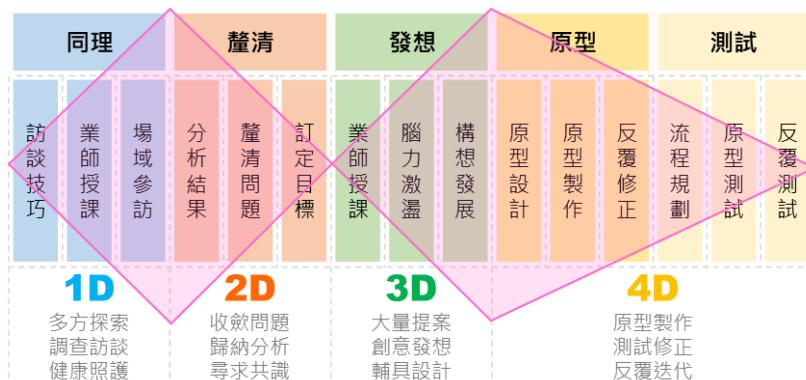 同理
釐清
發想
原型
測試
訪談技巧
業師授課
場域參訪
分析結果
釐清問題
訂定目標
業師授課
腦力激盪
構想發展
原型設計
原型製作
反覆修正
流程規劃
原型測試
反覆測試
1D
多方探索
調查訪談
健康照護
2D
收歛問題
歸納分析
尋求共識
3D
大量提案
創意發想
輔具設計
4D
原型製作
測試修正
反覆迭代